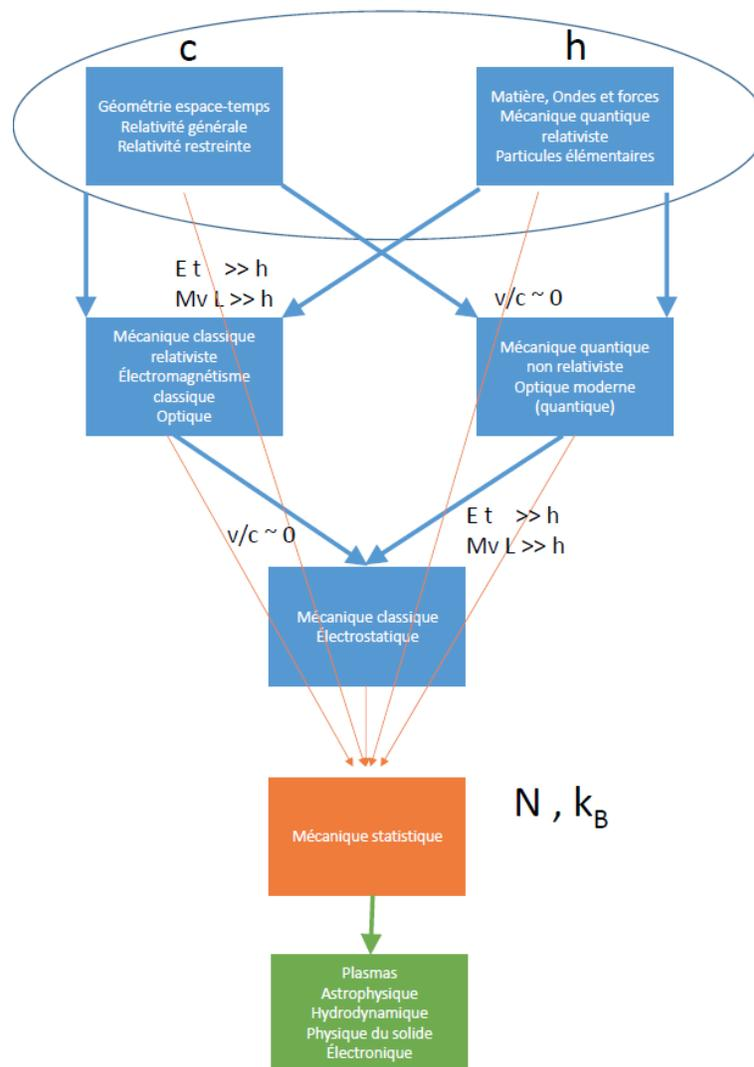 c
h
Géométrie espace-temps
Relativité générale
Relativité restreinte
Matière, Ondes et forces
Mécanique quantique
relativiste
Particules élémentaires
E t >> h
Mv L >> h
v/c ~ 0
Mécanique classique
relativiste
Électromagnétisme
classique
Optique
Mécanique quantique
non relativiste
Optique moderne
(quantique)
v/c ~ 0
E t >> h
Mv L >> h
Mécanique classique
Électrostatique
Mécanique statistique
N , k_B
Plasmas
Astrophysique
Hydrodynamique
Physique du solide
Électronique